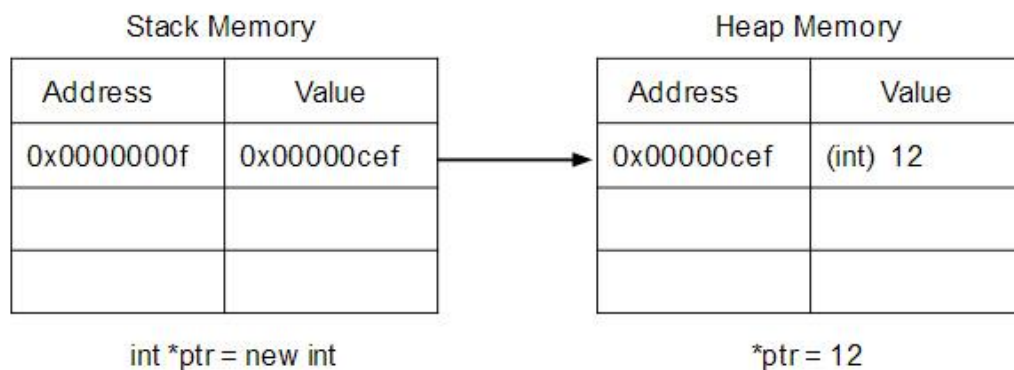 Stack Memory
Heap Memory
Address Value
Address Value
0x0000000f 0x00000cef
0x00000cef (int) 12
int *ptr = new int
*ptr = 12